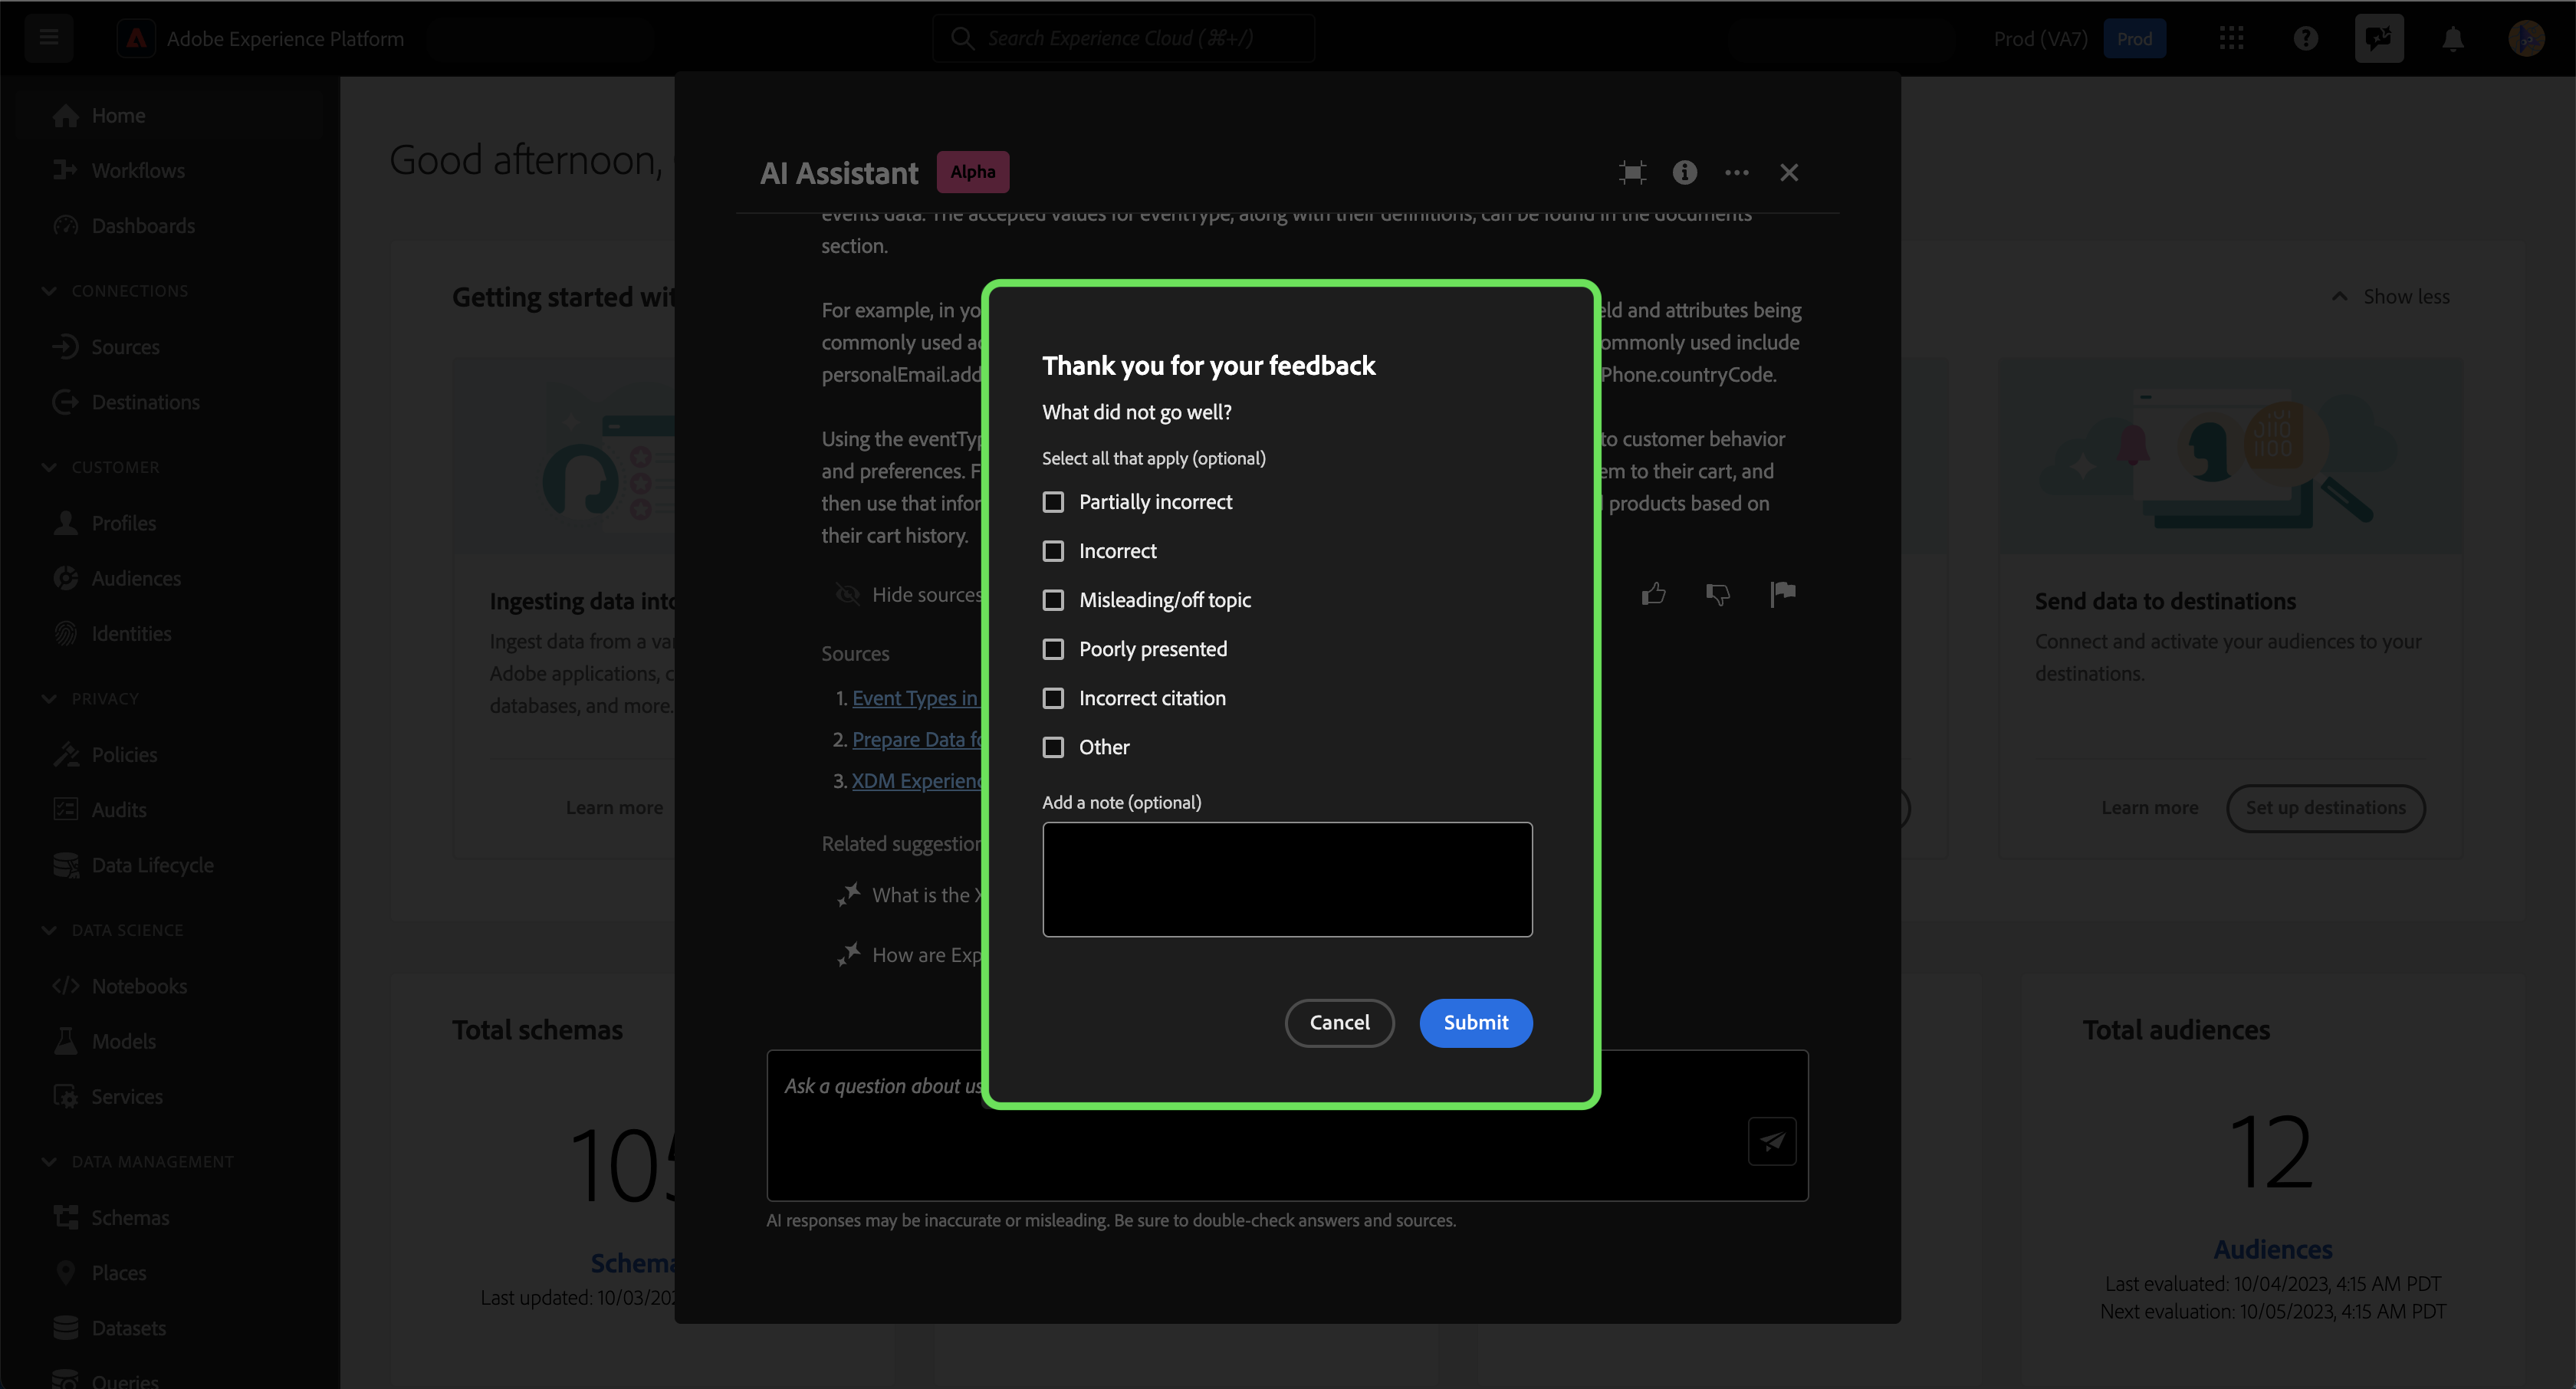 Adobe Experience Platform
Search Experience Cloud (⌘+/)
Prod (VA7)
Prod
Home
Workflows
Dashboards
CONNECTIONS
Sources
Destinations
CUSTOMER
Profiles
Audiences
Identities
PRIVACY
Policies
Audits
Data Lifecycle
DATA SCIENCE
Notebooks
Models
Services
DATA MANAGEMENT
Schemas
Places
Datasets
Queries
Good afternoon,
Getting started wit
Show less
Ingesting data into
Ingest data from a var
Adobe applications, c
databases, and more.
Learn more
Send data to destinations
Connect and activate your audiences to your
destinations.
Learn more
Set up destinations
Total schemas
105
Schema
Last updated: 10/03/202
Total audiences
12
Audiences
Last evaluated: 10/04/2023, 4:15 AM PDT
Next evaluation: 10/05/2023, 4:15 AM PDT
AI Assistant
Alpha
events data. The accepted values for eventType, along with their definitions, can be found in the documents
section.
For example, in yo eld and attributes being
commonly used ac ommonly used include
personalEmail.add Phone.countryCode.
Using the eventTyp to customer behavior
and preferences. F em to their cart, and
then use that infor products based on
their cart history.
Hide sources
Sources
1. Event Types in
2. Prepare Data fo
3. XDM Experienc
Related suggestion
What is the X
How are Exp
Ask a question about us
AI responses may be inaccurate or misleading. Be sure to double-check answers and sources.
Thank you for your feedback
What did not go well?
Select all that apply (optional)
Partially incorrect
Incorrect
Misleading/off topic
Poorly presented
Incorrect citation
Other
Add a note (optional)
Cancel
Submit